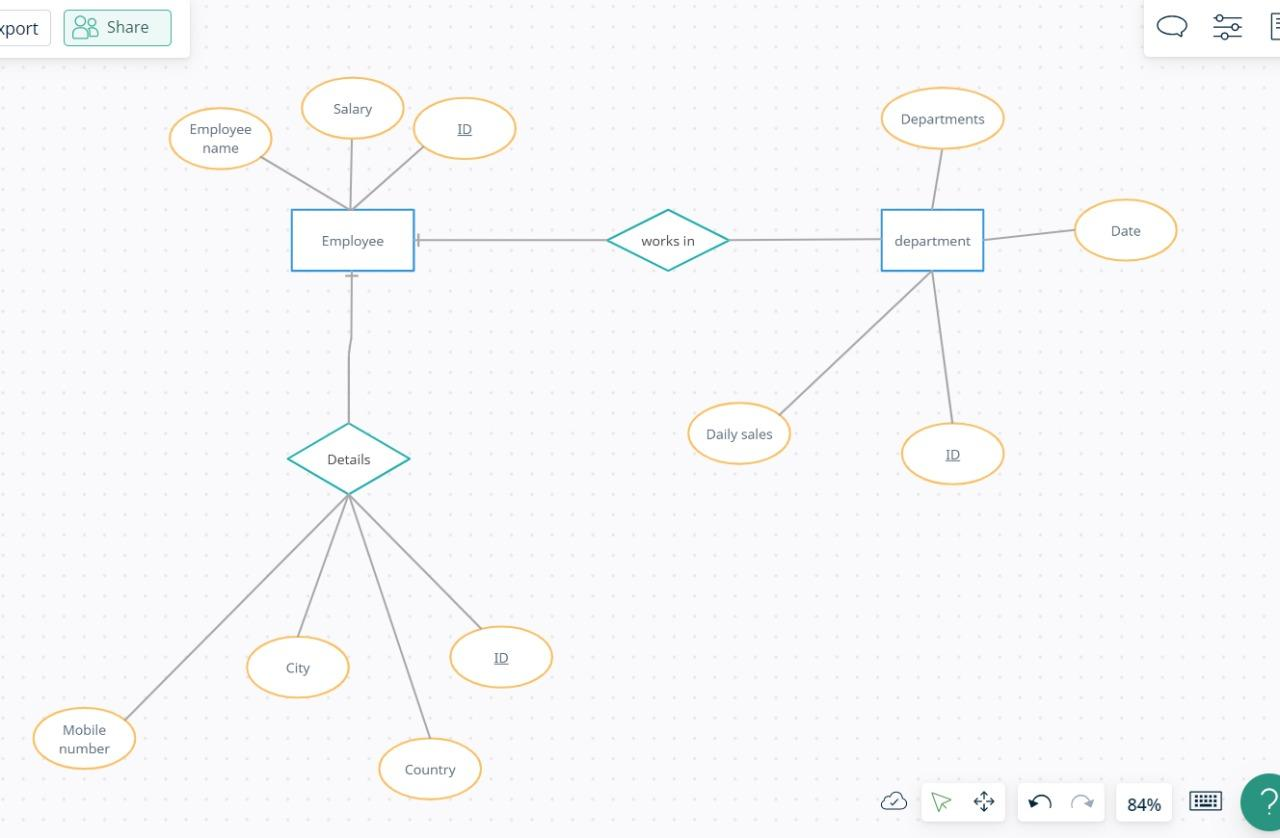 Share
Salary
Employee
name
ID
Departments
Employee
works in
department
Date
Daily sales
ID
Details
City
ID
Mobile
number
Country
84%
?